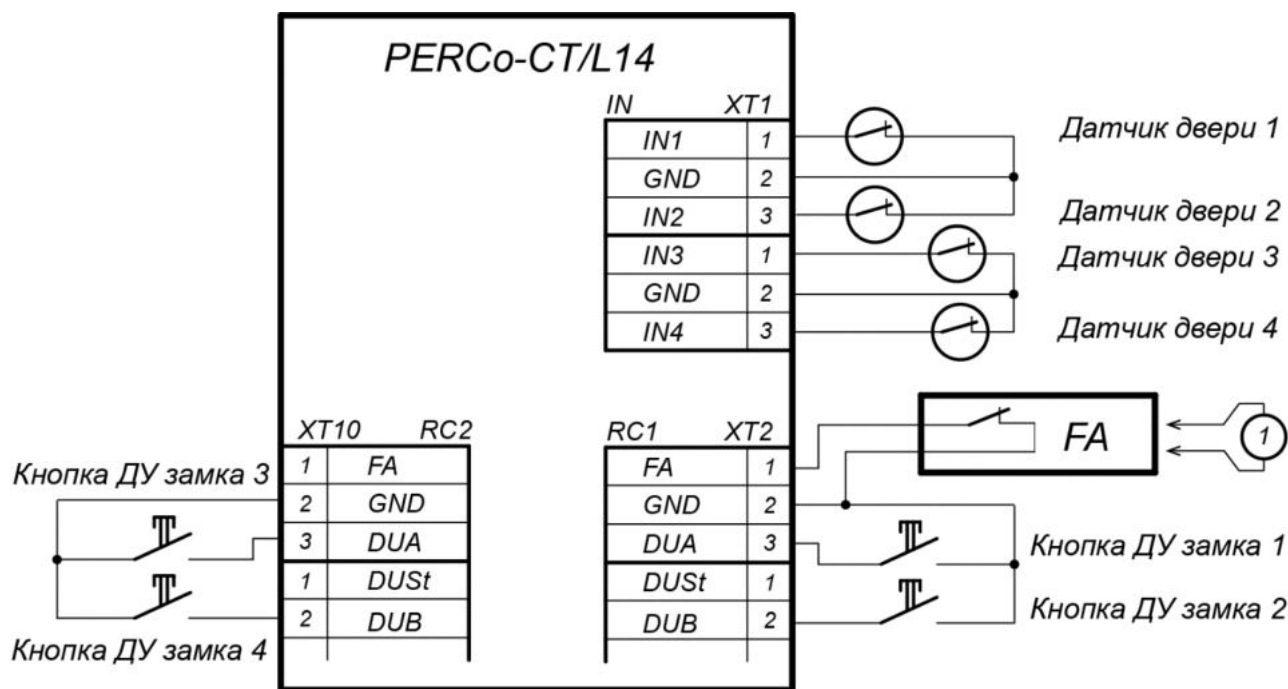 PERCo-CT/L14
IN XT1
IN1 1
GND 2
IN2 3
IN3 1
GND 2
IN4 3
Датчик двери 1
Датчик двери 2
Датчик двери 3
Датчик двери 4
XT10 RC2
1 FA
2 GND
3 DUA
1 DUSt
2 DUB
Кнопка ДУ замка 3
Кнопка ДУ замка 4
RC1 XT2
FA 1
GND 2
DUA 3
DUSt 1
DUB 2
FA
1
Кнопка ДУ замка 1
Кнопка ДУ замка 2